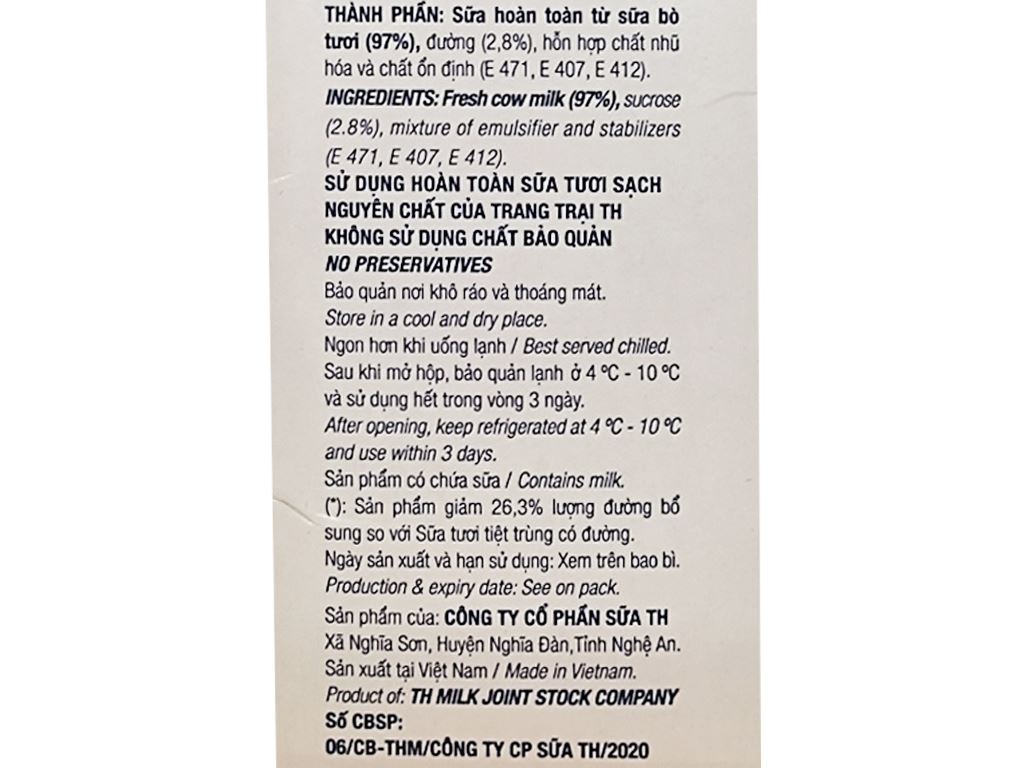 THÀNH PHẦN: Sữa hoàn toàn từ sữa bò
tươi (97%), đường (2,8%), hỗn hợp chất nhũ
hóa và chất ổn định (E 471, E 407, E 412).
INGREDIENTS: Fresh cow milk (97%), sucrose
(2.8%), mixture of emulsifier and stabilizers
(E 471, E 407, E 412).
SỬ DỤNG HOÀN TOÀN SỮA TƯƠI SẠCH
NGUYÊN CHẤT CỦA TRANG TRẠI TH
KHÔNG SỬ DỤNG CHẤT BẢO QUẢN
NO PRESERVATIVES
Bảo quản nơi khô ráo và thoáng mát.
Store in a cool and dry place.
Ngon hơn khi uống lạnh / Best served chilled.
Sau khi mở hộp, bảo quản lạnh ở 4 ºC - 10 ºC
và sử dụng hết trong vòng 3 ngày.
After opening, keep refrigerated at 4 ºC - 10 ºC
and use within 3 days.
Sản phẩm có chứa sữa / Contains milk.
(*): Sản phẩm giảm 26,3% lượng đường bổ
sung so với Sữa tươi tiệt trùng có đường.
Ngày sản xuất và hạn sử dụng: Xem trên bao bì.
Production & expiry date: See on pack.
Sản phẩm của: CÔNG TY CỔ PHẦN SỮA TH
Xã Nghĩa Sơn, Huyện Nghĩa Đàn,Tỉnh Nghệ An.
Sản xuất tại Việt Nam / Made in Vietnam.
Product of: TH MILK JOINT STOCK COMPANY
Số CBSP:
06/CB-THM/CÔNG TY CP SỮA TH/2020